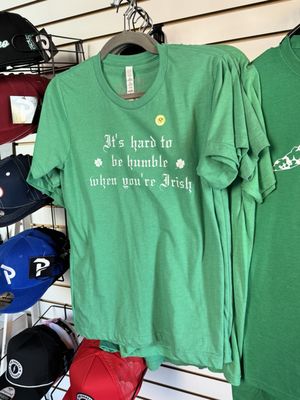 It's hard to
be humble
when you're Irish
P
P